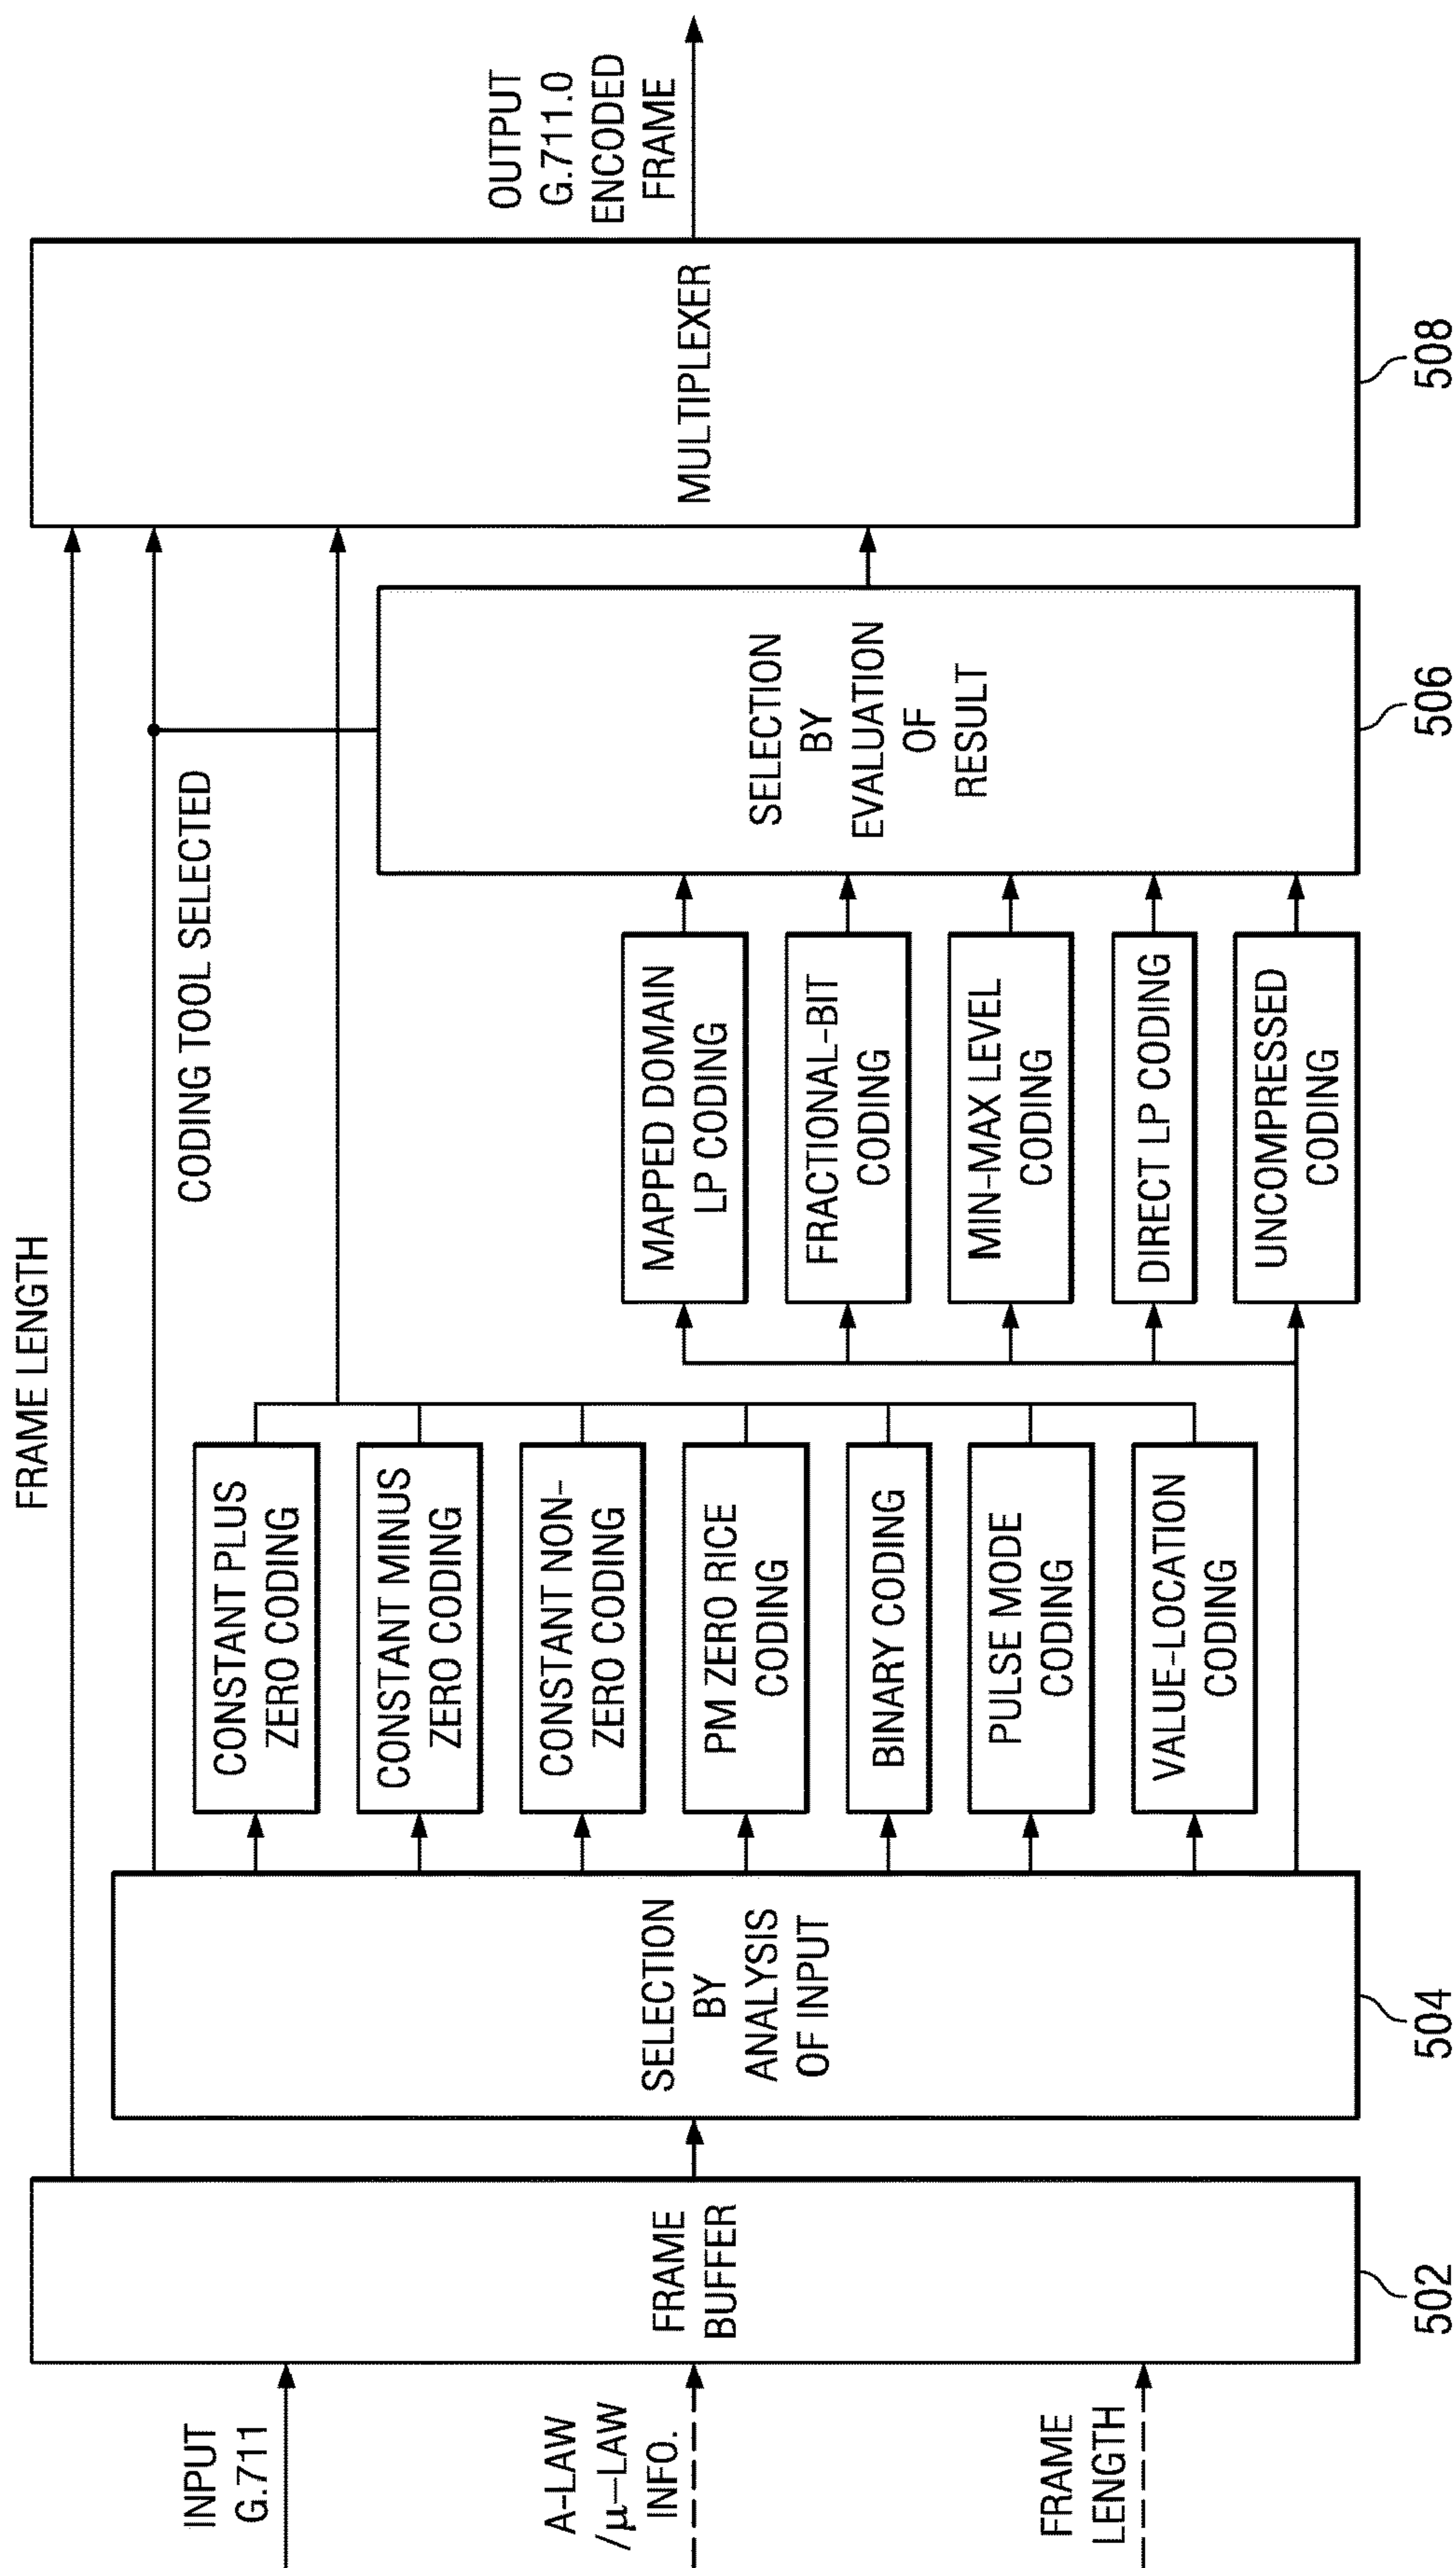 INPUT
G.711
A-LAW
/μ-LAW
INFO.
FRAME
LENGTH
FRAME
BUFFER
502
FRAME LENGTH
SELECTION
BY
ANALYSIS
OF INPUT
504
CODING TOOL SELECTED
CONSTANT PLUS
ZERO CODING
CONSTANT MINUS
ZERO CODING
CONSTANT NON-
ZERO CODING
PM ZERO RICE
CODING
BINARY CODING
PULSE MODE
CODING
VALUE-LOCATION
CODING
MAPPED DOMAIN
LP CODING
FRACTIONAL-BIT
CODING
MIN-MAX LEVEL
CODING
DIRECT LP CODING
UNCOMPRESSED
CODING
SELECTION
BY
EVALUATION
OF
RESULT
506
MULTIPLEXER
508
OUTPUT
G.711.0
ENCODED
FRAME